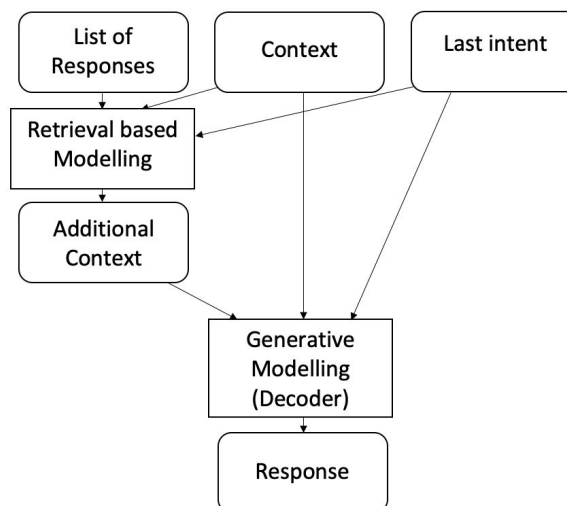 List of
Responses
Context
Last intent
Retrieval based
Modelling
Additional
Context
Generative
Modelling
(Decoder)
Response